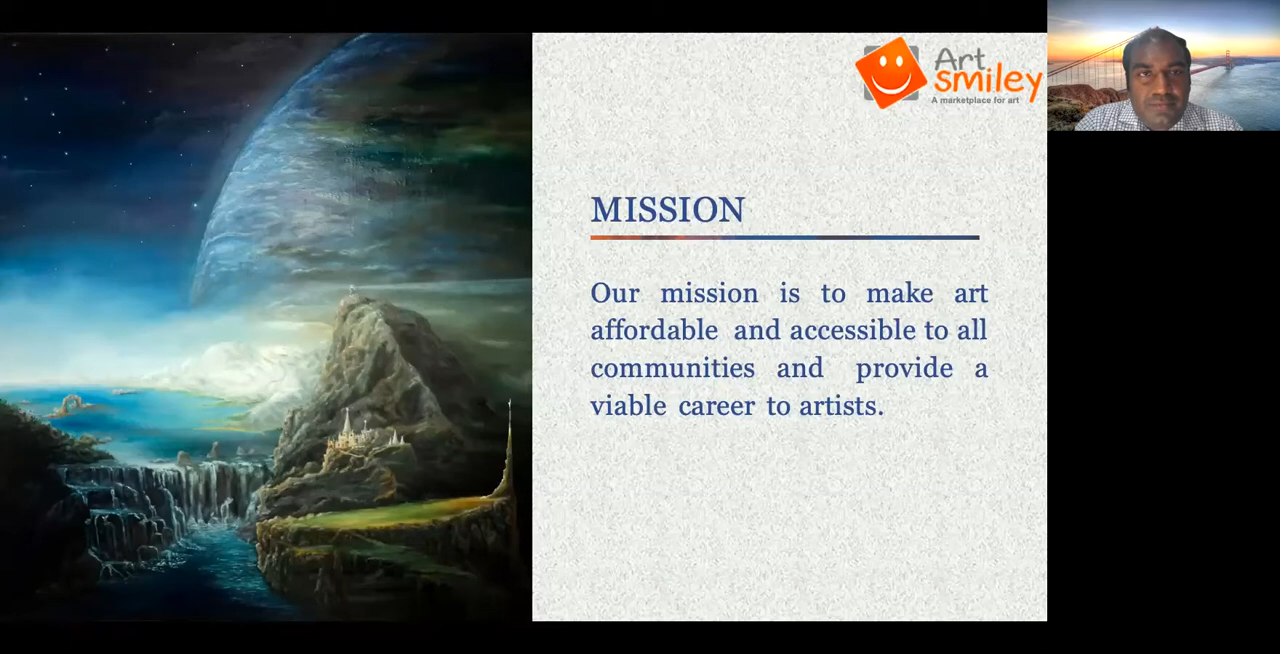 Art
smiley
A marketplace for art
MISSION
Our mission is to make art
affordable and accessible to all
communities and provide a
viable career to artists.